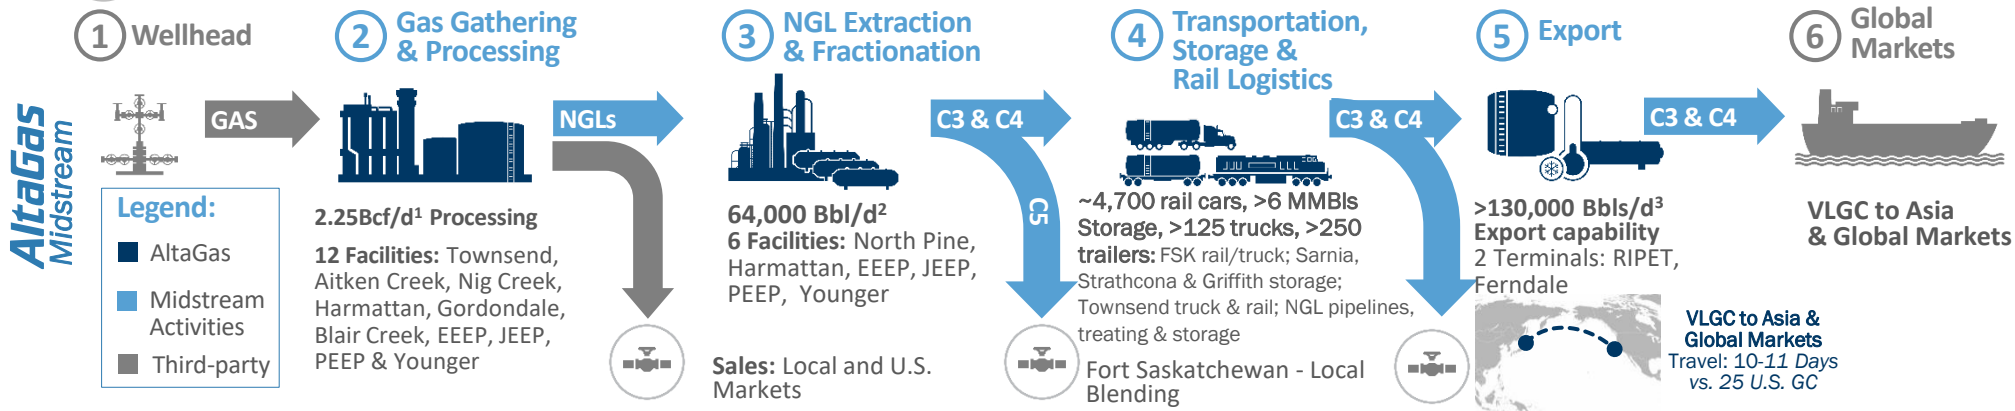 AltaGas
Midstream
1 Wellhead
GAS
Legend:
AltaGas
Midstream
Activities
Third-party
2 Gas Gathering
& Processing
NGLs
2.25Bcf/d¹ Processing
12 Facilities: Townsend,
Aitken Creek, Nig Creek,
Harmattan, Gordondale,
Blair Creek, EEEP, JEEP,
PEEP & Younger
3 NGL Extraction
& Fractionation
C3 & C4
C5
64,000 Bbl/d²
6 Facilities: North Pine,
Harmattan, EEEP, JEEP,
PEEP, Younger
Sales: Local and U.S.
Markets
4 Transportation,
Storage &
Rail Logistics
C3 & C4
~4,700 rail cars, >6 MMBls
Storage, >125 trucks, >250
trailers: FSK rail/truck; Sarnia,
Strathcona & Griffith storage;
Townsend truck & rail; NGL pipelines,
treating & storage
Fort Saskatchewan - Local
Blending
5 Export
C3 & C4
>130,000 Bbls/d³
Export capability
2 Terminals: RIPET,
Ferndale
VLGC to Asia &
Global Markets
Travel: 10-11 Days
vs. 25 U.S. GC
6 Global
Markets
VLGC to Asia
& Global Markets